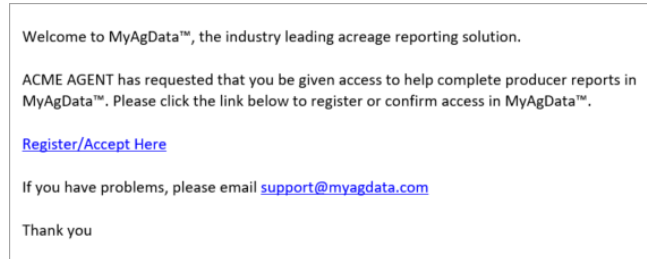 Welcome to MyAgData™, the industry leading acreage reporting solution.
ACME AGENT has requested that you be given access to help complete producer reports in
MyAgData™. Please click the link below to register or confirm access in MyAgData™.
Register/Accept Here
If you have problems, please email support@myagdata.com
Thank you